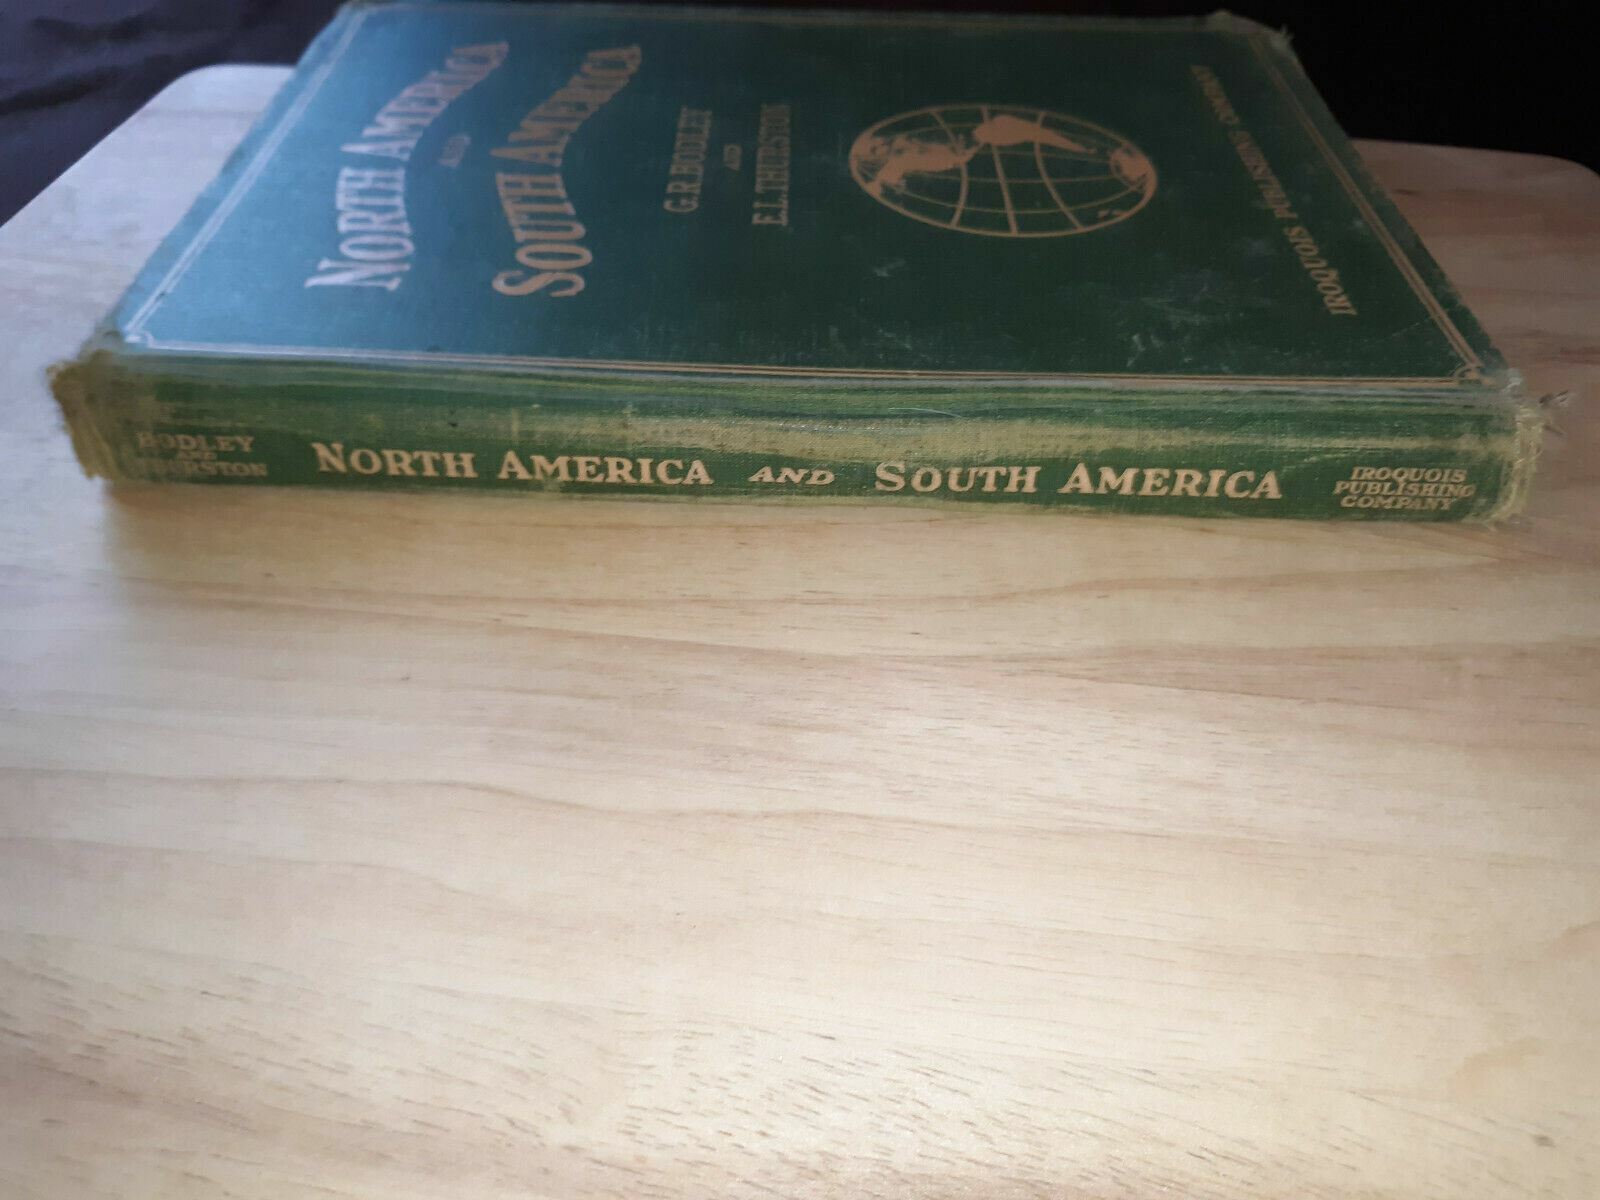 NORTH AMERICA
AND
SOUTH AMERICA
G.R. BODLEY
AND
E.L. THURSTON
IROQUOIS PUBLISHING COMPANY
BODLEY
AND
THURSTON
NORTH AMERICA AND SOUTH AMERICA
IROQUOIS
PUBLISHING
COMPANY